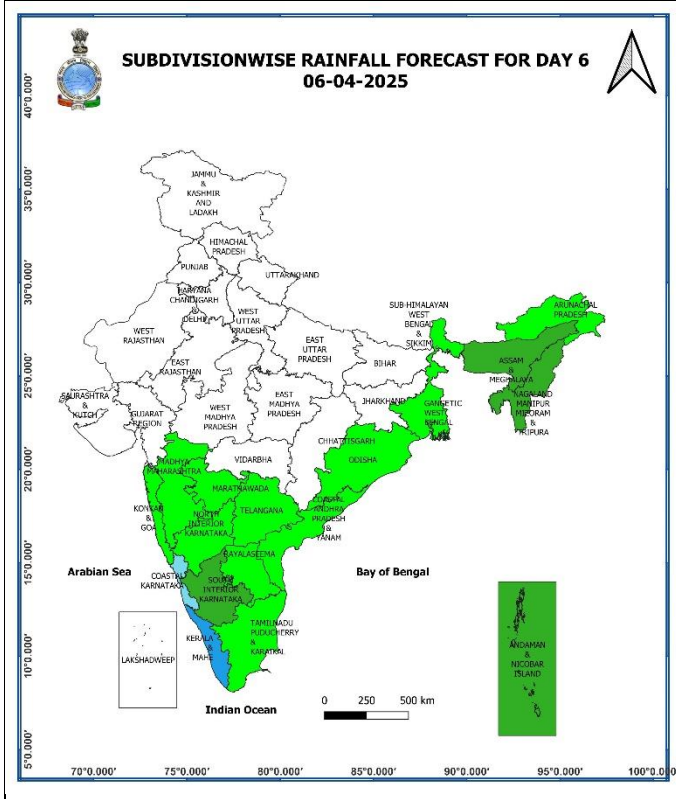 SUBDIVISIONWISE RAINFALL FORECAST FOR DAY 6
06-04-2025
40°0.000'
35°0.000'
30°0.000'
25°0.000'
20°0.000'
15°0.000'
10°0.000'
5°0.000'
JAMMU
&
KASHMIR
AND
LADAKH
HIMACHAL
PRADESH
PUNJAB
UTTARAKHAND
HARYANA
CHANDIGARH
&
DELHI
WEST
UTTAR
PRADESH
WEST
RAJASTHAN
EAST
RAJASTHAN
EAST
UTTAR
PRADESH
SUB-HIMALAYAN
WEST
BENGAL
&
SIKKIM
ARUNACHAL
PRADESH
BIHAR
ASSAM
&
MEGHALAYA
NAGALAND
MANIPUR
MIZORAM
&
TRIPURA
SAURASHTRA
&
KUTCH
GUJARAT
REGION
WEST
MADHYA
PRADESH
EAST
MADHYA
PRADESH
JHARKHAND
GANGETIC
WEST
BENGAL
CHHATTISGARH
ODISHA
VIDARBHA
MADHYA
MAHARASHTRA
MARATHAWADA
KONKAN
&
GOA
NORTH
INTERIOR
KARNATAKA
TELANGANA
COASTAL
ANDHRA
PRADESH
&
YANAM
RAYALASEEMA
Arabian Sea
Bay of Bengal
COASTAL
KARNATAKA
SOUTH
INTERIOR
KARNATAKA
TAMILNADU
PUDUCHERRY
&
KARAIKAL
KERALA
&
MAHE
LAKSHADWEEP
ANDAMAN
&
NICOBAR
ISLAND
Indian Ocean
0 250 500 km
70°0.000' 75°0.000' 80°0.000' 85°0.000' 90°0.000' 95°0.000' 100°0.000'